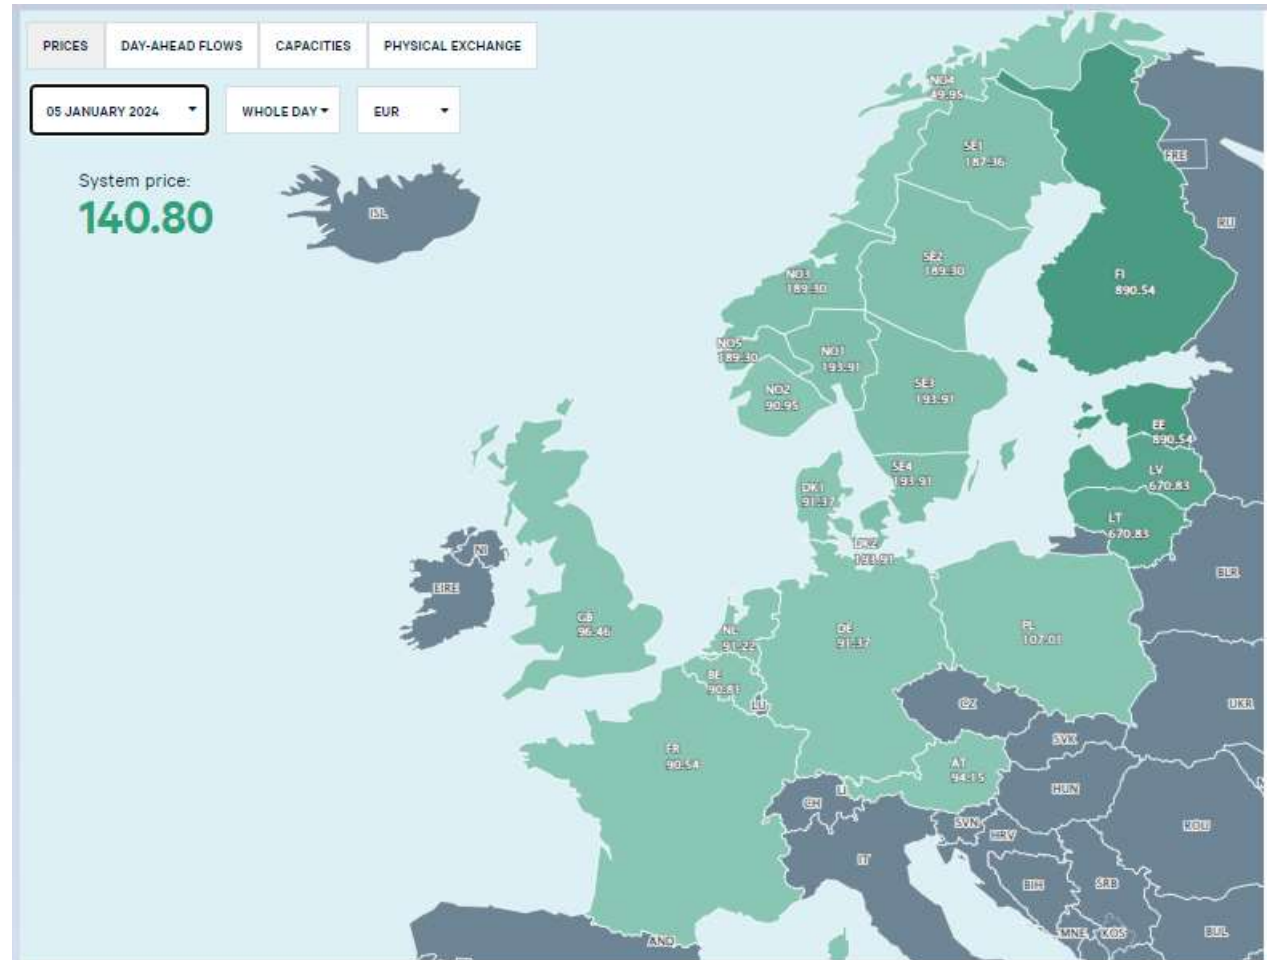 PRICES DAY-AHEAD FLOWS CAPACITIES PHYSICAL EXCHANGE
05 JANUARY 2024 WHOLE DAY EUR
System price:
140.80
ISL
NO4
49.95
SE1
187.36
FRE
RU
SE2
189.30
NO3
189.30
FI
890.54
NO5
189.30
NO1
193.91
NO2
90.95
SE3
193.91
EE
890.54
SE4
193.91
LV
670.83
DK1
91.37
LT
670.83
DK2
193.91
NI
EIRE
BLR
GB
96.46
NL
91.22
DE
91.37
PL
107.01
BE
90.81
LU
CZ
UKR
FR
90.54
SVK
AT
94.15
HUN
CH
LI
SVN
HRV
ROU
IT
BIH
SRB
MNE
KOS
BUL
AND